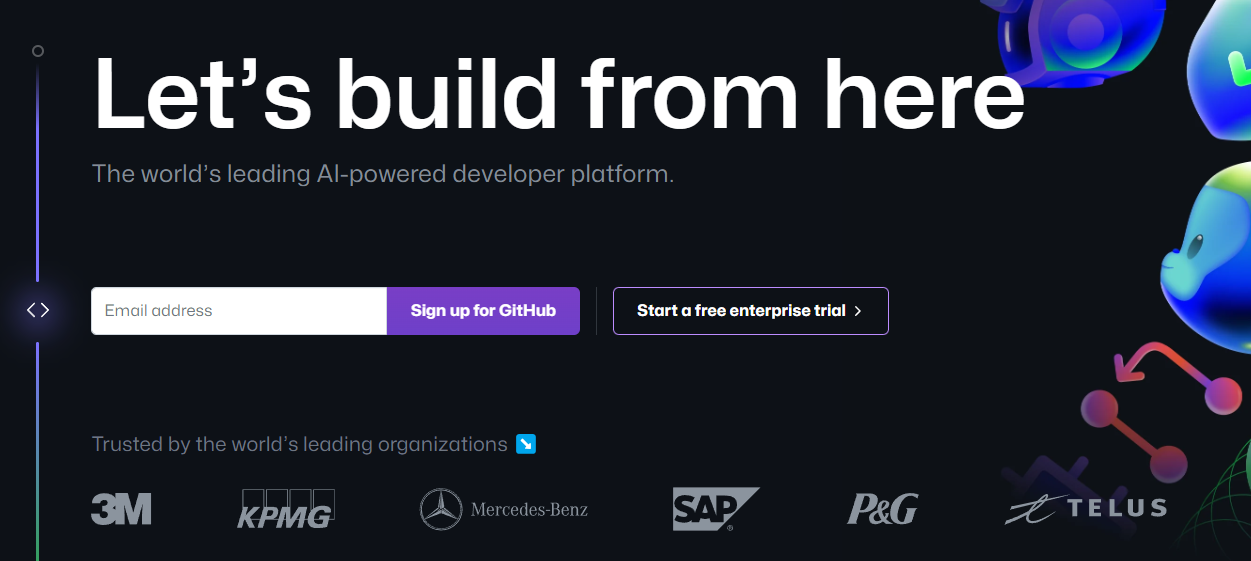 Let’s build from here
The world’s leading AI-powered developer platform.
Email address
Sign up for GitHub
Start a free enterprise trial
Trusted by the world’s leading organizations
3M
KPMG
Mercedes-Benz
SAP®
P&G
TELUS